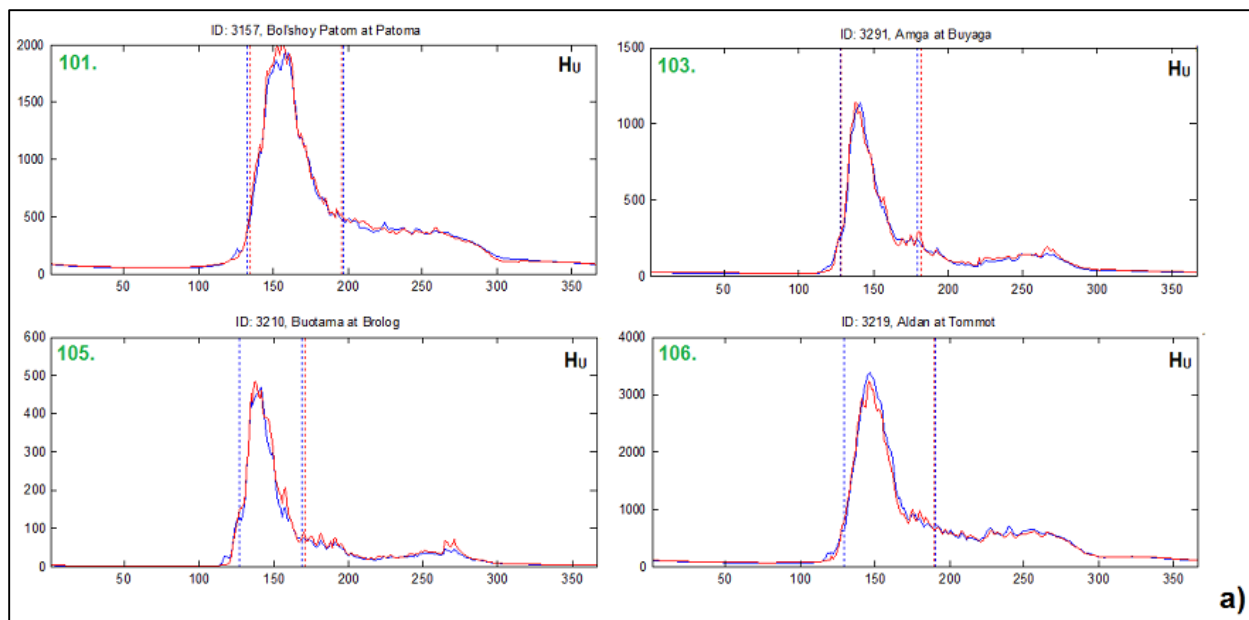 ID: 3157, Bol'shoy Patom at Patoma
101.
HU
2000
1500
1000
500
0
50 100 150 200 250 300 350
ID: 3291, Amga at Buyaga
103.
HU
1500
1000
500
0
50 100 150 200 250 300 350
ID: 3210, Buotama at Brolog
105.
HU
600
500
400
300
200
100
0
50 100 150 200 250 300 350
ID: 3219, Aldan at Tommot
106.
HU
4000
3000
2000
1000
0
50 100 150 200 250 300 350
a)